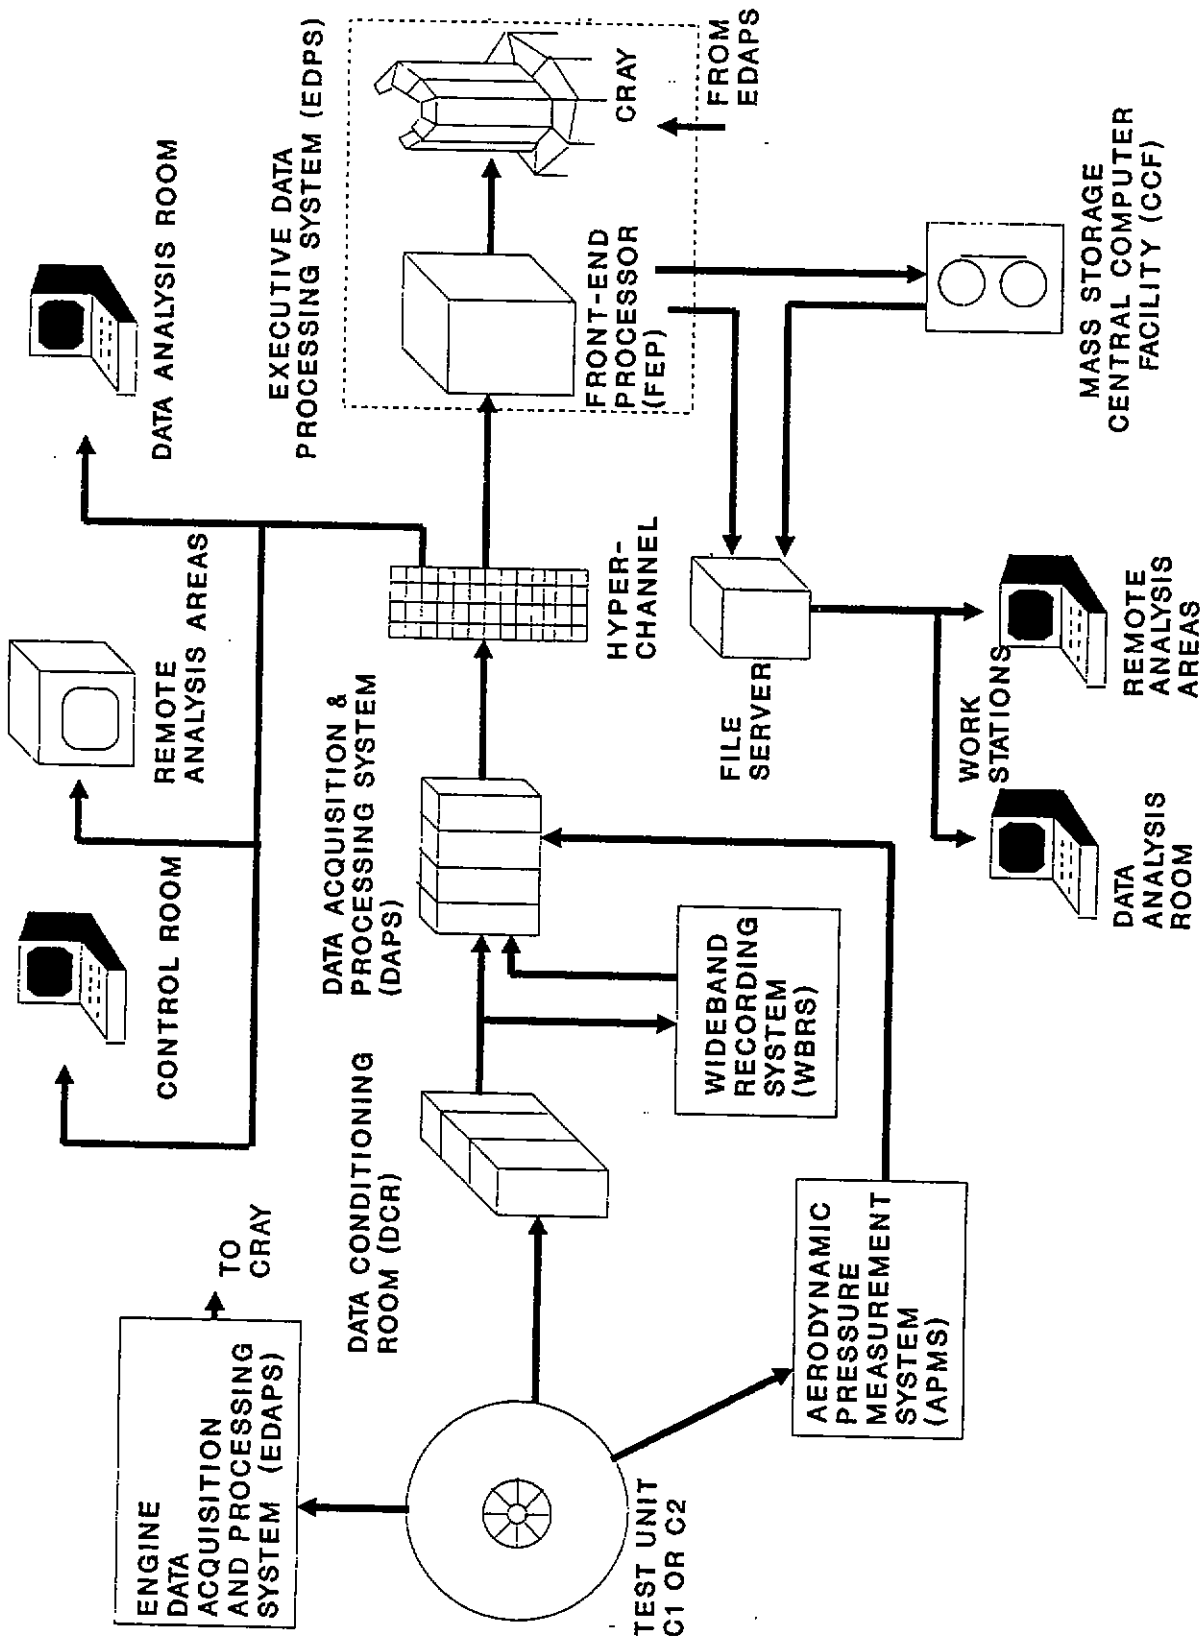 ENGINE
DATA
ACQUISITION
AND PROCESSING
SYSTEM (EDAPS)
TO
CRAY
CONTROL ROOM
REMOTE
ANALYSIS AREAS
DATA ANALYSIS ROOM
TEST UNIT
C1 OR C2
DATA CONDITIONING
ROOM (DCR)
DATA ACQUISITION &
PROCESSING SYSTEM
(DAPS)
HYPER-
CHANNEL
EXECUTIVE DATA
PROCESSING SYSTEM (EDPS)
FRONT-END
PROCESSOR
(FEP)
CRAY
FROM
EDAPS
WIDEBAND
RECORDING
SYSTEM
(WBRS)
AERODYNAMIC
PRESSURE
MEASUREMENT
SYSTEM
(APMS)
FILE
SERVER
WORK
STATIONS
DATA
ANALYSIS
ROOM
REMOTE
ANALYSIS
AREAS
MASS STORAGE
CENTRAL COMPUTER
FACILITY (CCF)